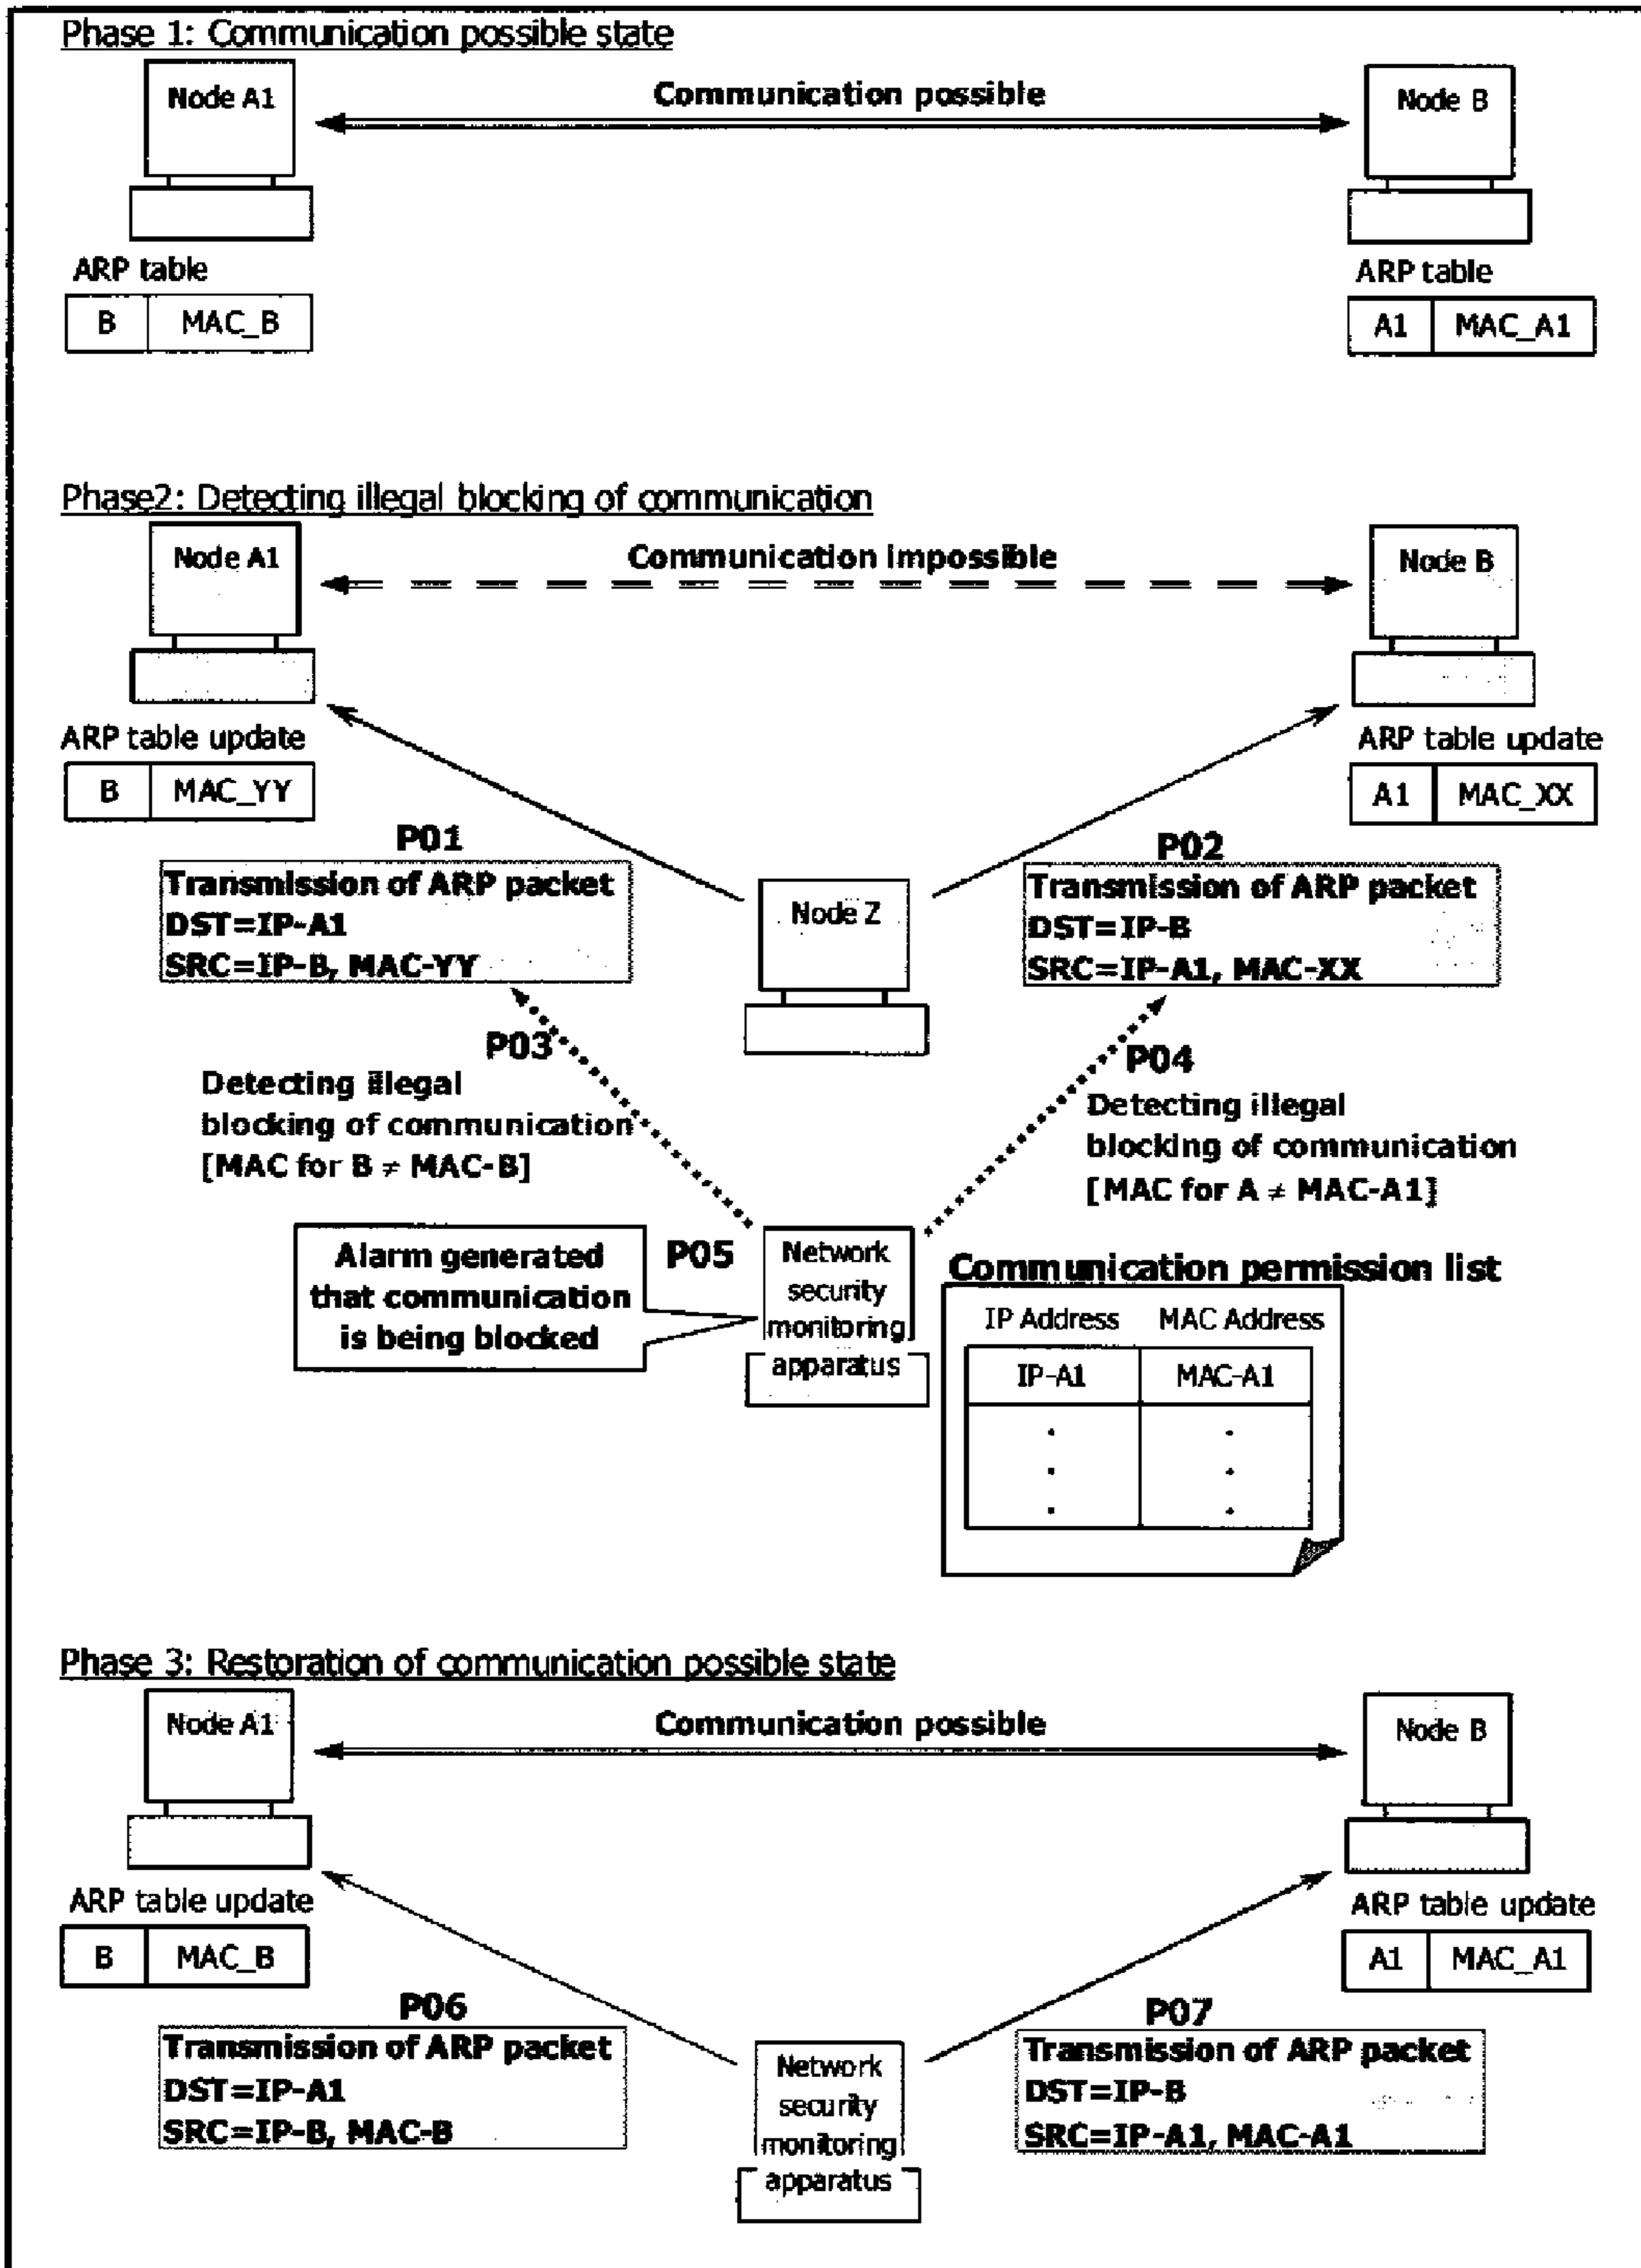 Phase 1: Communication possible state
Node A1
Communication possible
Node B
ARP table
B MAC_B
ARP table
A1 MAC_A1
Phase2: Detecting illegal blocking of communication
Node A1
Communication impossible
Node B
ARP table update
B MAC_YY
ARP table update
A1 MAC_XX
P01
Transmission of ARP packet
DST=IP-A1
SRC=IP-B, MAC-YY
Node Z
P02
Transmission of ARP packet
DST=IP-B
SRC=IP-A1, MAC-XX
P03
Detecting illegal
blocking of communication
[MAC for B ≠ MAC-B]
P04
Detecting illegal
blocking of communication
[MAC for A ≠ MAC-A1]
Alarm generated
that communication
is being blocked
P05
Network
security
monitoring
apparatus
Communication permission list
IP Address MAC Address
IP-A1 MAC-A1
Phase 3: Restoration of communication possible state
Node A1
Communication possible
Node B
ARP table update
B MAC_B
ARP table update
A1 MAC_A1
P06
Transmission of ARP packet
DST=IP-A1
SRC=IP-B, MAC-B
Network
security
monitoring
apparatus
P07
Transmission of ARP packet
DST=IP-B
SRC=IP-A1, MAC-A1